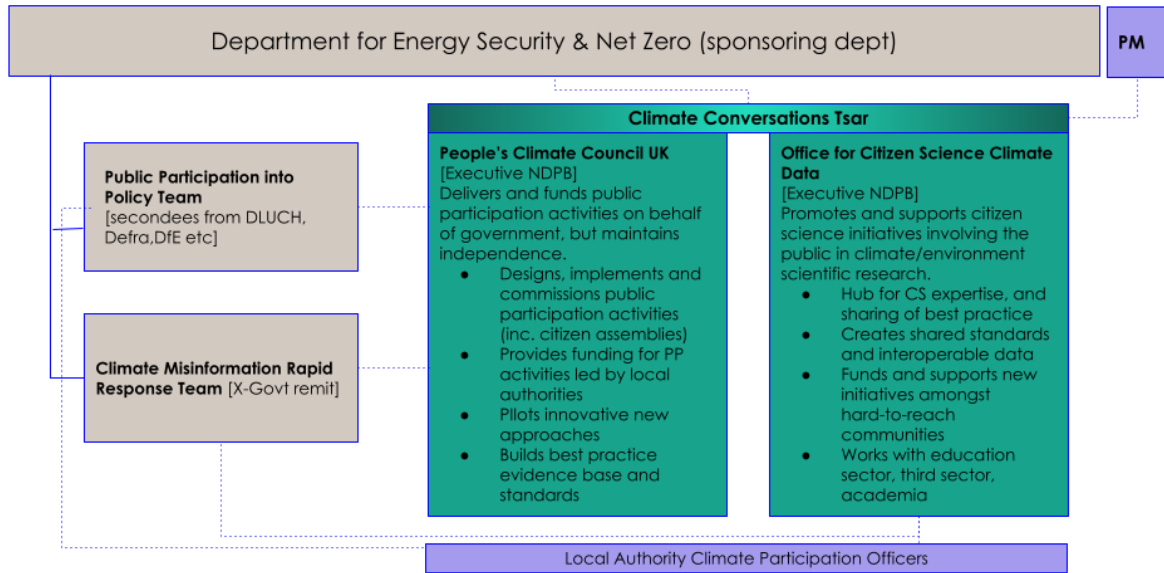 Department for Energy Security & Net Zero (sponsoring dept)
PM
Climate Conversations Tsar
Public Participation into
Policy Team
[secondees from DLUCH,
Defra,DfE etc]
Climate Misinformation Rapid
Response Team [X-Govt remit]
People's Climate Council UK
[Executive NDPB]
Delivers and funds public
participation activities on behalf
of government, but maintains
independence.
● Designs, implements and
commissions public
participation activities
(inc. citizen assemblies)
● Provides funding for PP
activities led by local
authorities
● PIlots innovative new
approaches
● Builds best practice
evidence base and
standards
Office for Citizen Science Climate
Data
[Executive NDPB]
Promotes and supports citizen
science initiatives involving the
public in climate/environment
scientific research.
● Hub for CS expertise, and
sharing of best practice
● Creates shared standards
and interoperable data
● Funds and supports new
initiatives amongst
hard-to-reach
communities
● Works with education
sector, third sector,
academia
Local Authority Climate Participation Officers